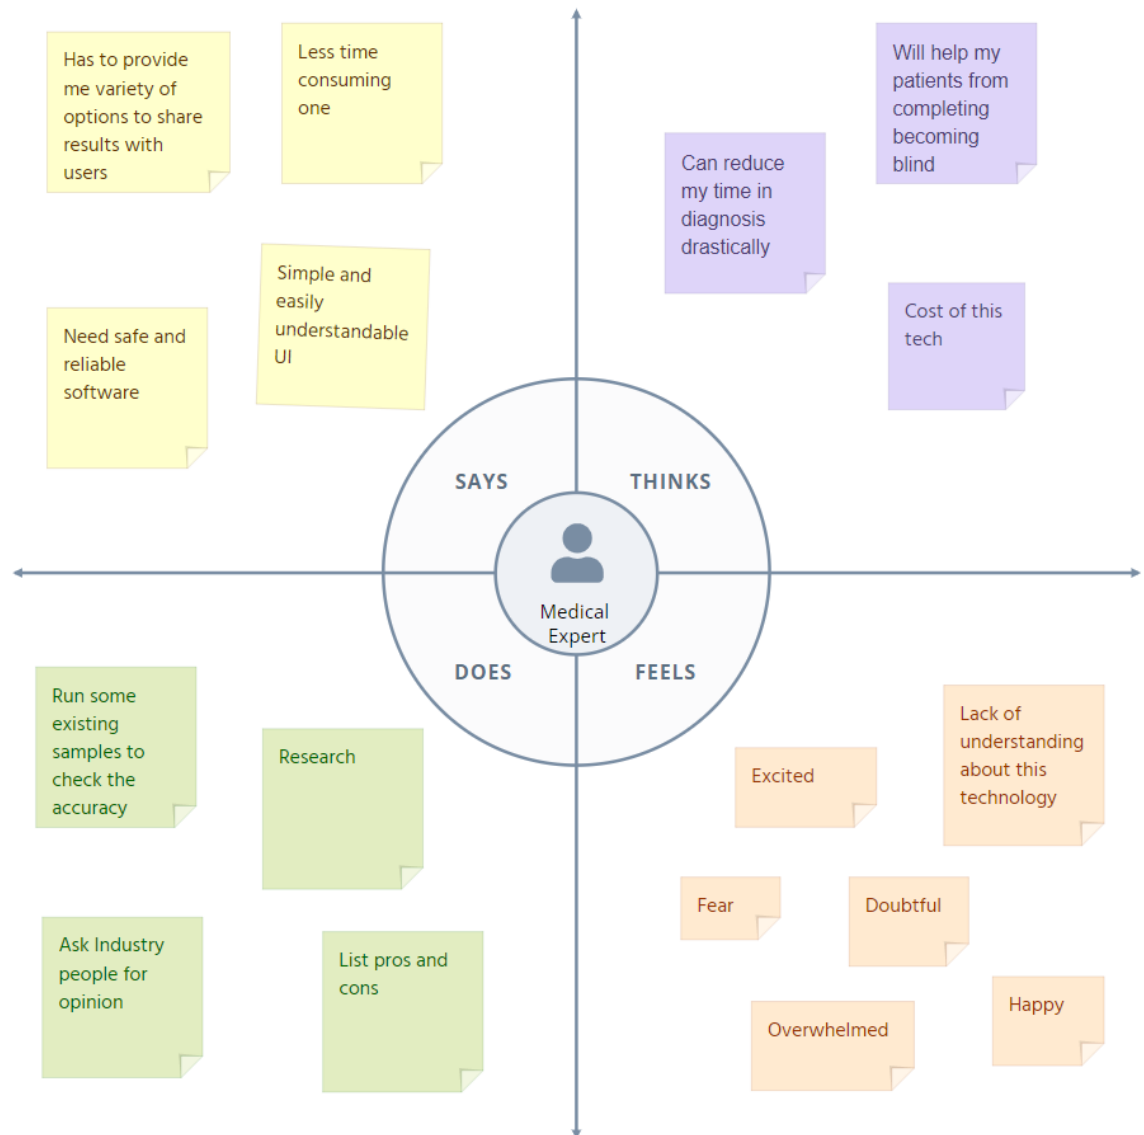 Has to provide
me variety of
options to share
results with
users
Less time
consuming
one
Need safe and
reliable
software
Simple and
easily
understandable
UI
Will help my
patients from
completing
becoming
blind
Can reduce
my time in
diagnosis
drastically
Cost of this
tech
SAYS
THINKS
Medical
Expert
DOES
FEELS
Run some
existing
samples to
check the
accuracy
Research
Ask Industry
people for
opinion
List pros and
cons
Lack of
understanding
about this
technology
Excited
Fear
Doubtful
Overwhelmed
Happy